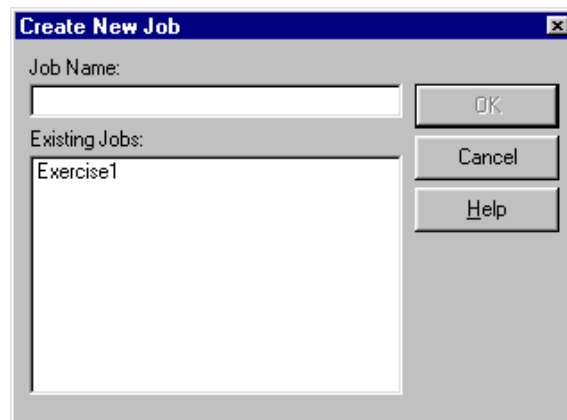 Create New Job
Job Name:
OK
Existing Jobs:
Cancel
Exercise1
Help